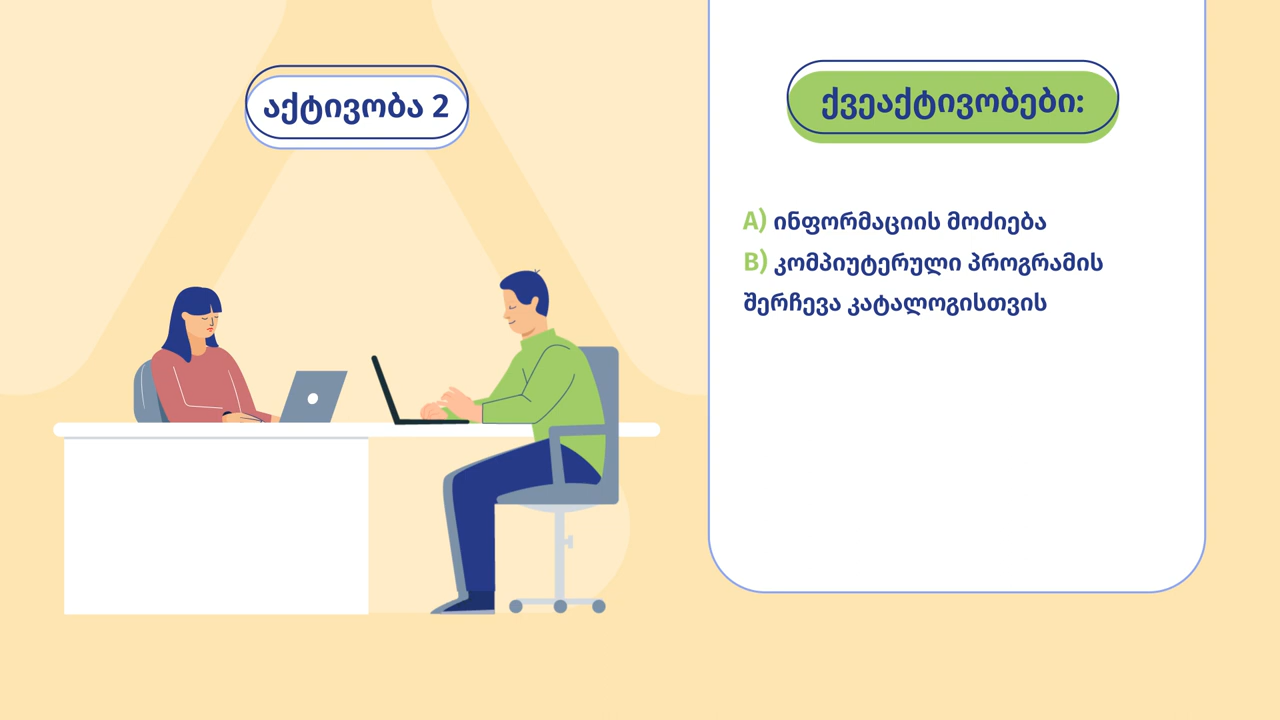 აქტივობა 2
ქვეაქტივობები:
A) ინფორმაციის მოძიება
B) კომპიუტერული პროგრამის
შერჩევა კატალოგისთვის